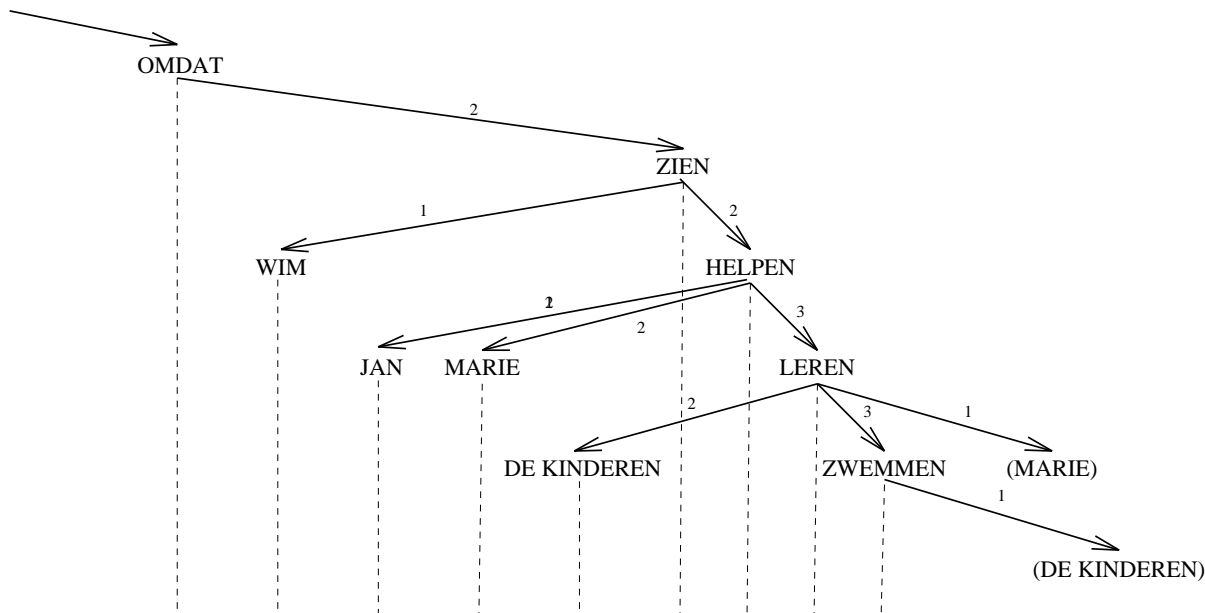 OMDAT
2
ZIEN
1 2
WIM HELPEN
2 3
JAN MARIE LEREN
2 3 1
DE KINDEREN ZWEMMEN (MARIE)
1
(DE KINDEREN)